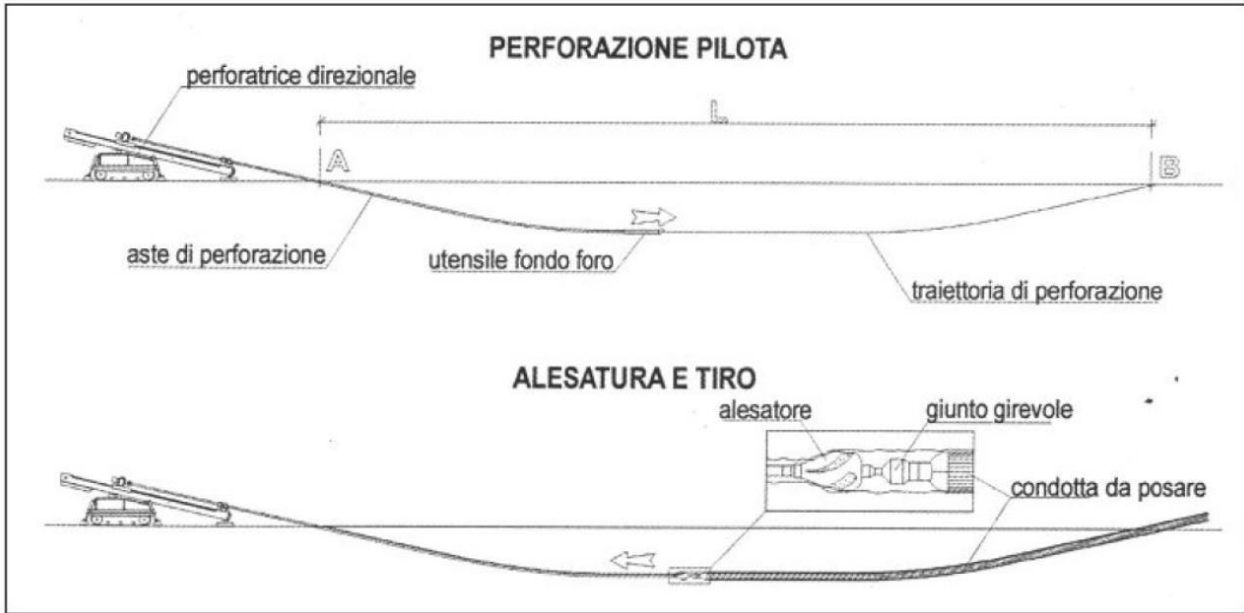 PERFORAZIONE PILOTA
perforatrice direzionale
L
A
B
aste di perforazione
utensile fondo foro
traiettoria di perforazione
ALESATURA E TIRO
alesatore
giunto girevole
condotta da posare